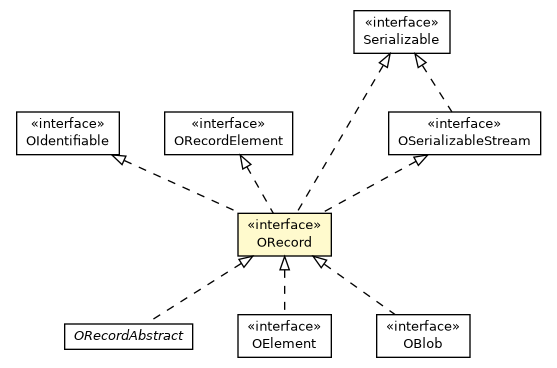 «interface»
Serializable
«interface»
OIdentifiable
«interface»
ORecordElement
«interface»
OSerializableStream
«interface»
ORecord
ORecordAbstract
«interface»
OElement
«interface»
OBlob